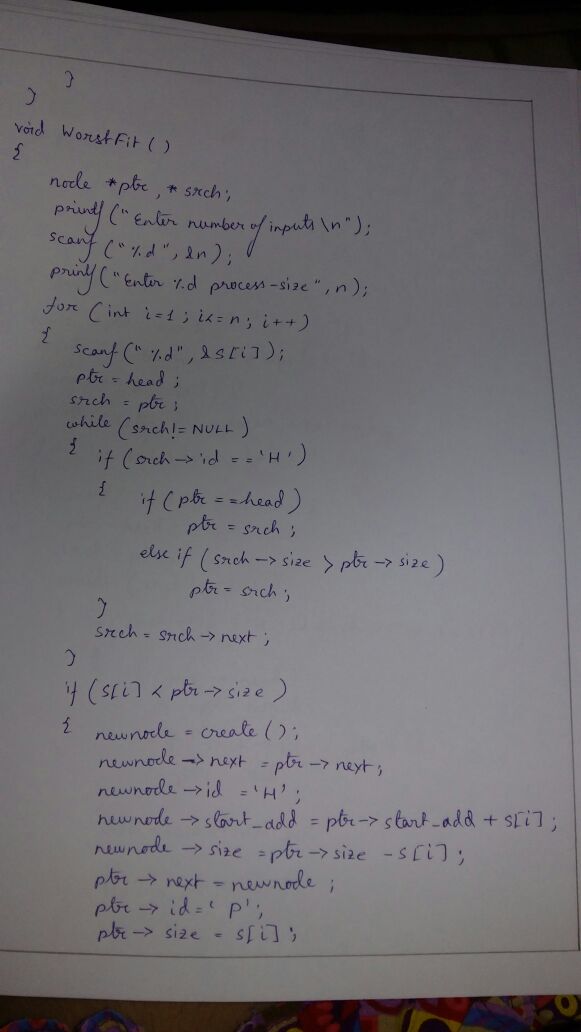 }
}
void WorstFit ()
{
node *ptr, * srch;
printf ("Enter number of inputs \n");
scanf ("%d", &n);
printf ("Enter %d process-size", n);
for (int i=1 ; i<=n ; i++)
{
scanf (" %d", &s[i]);
ptr = head ;
srch = ptr ;
while (srch!= NULL)
{ if (srch->id == 'H')
{ if (ptr ==head)
ptr = srch ;
else if (srch -> size > ptr -> size)
ptr = srch ;
}
srch = srch -> next ;
}
if (s[i] < ptr -> size )
{ newnode = create ();
newnode -> next = ptr -> next;
newnode -> id = 'H' ;
newnode -> start_add = ptr -> start_add + s[i] ;
newnode -> size = ptr -> size - s[i] ;
ptr -> next = newnode ;
ptr -> id = ' P';
ptr -> size = s[i] ;